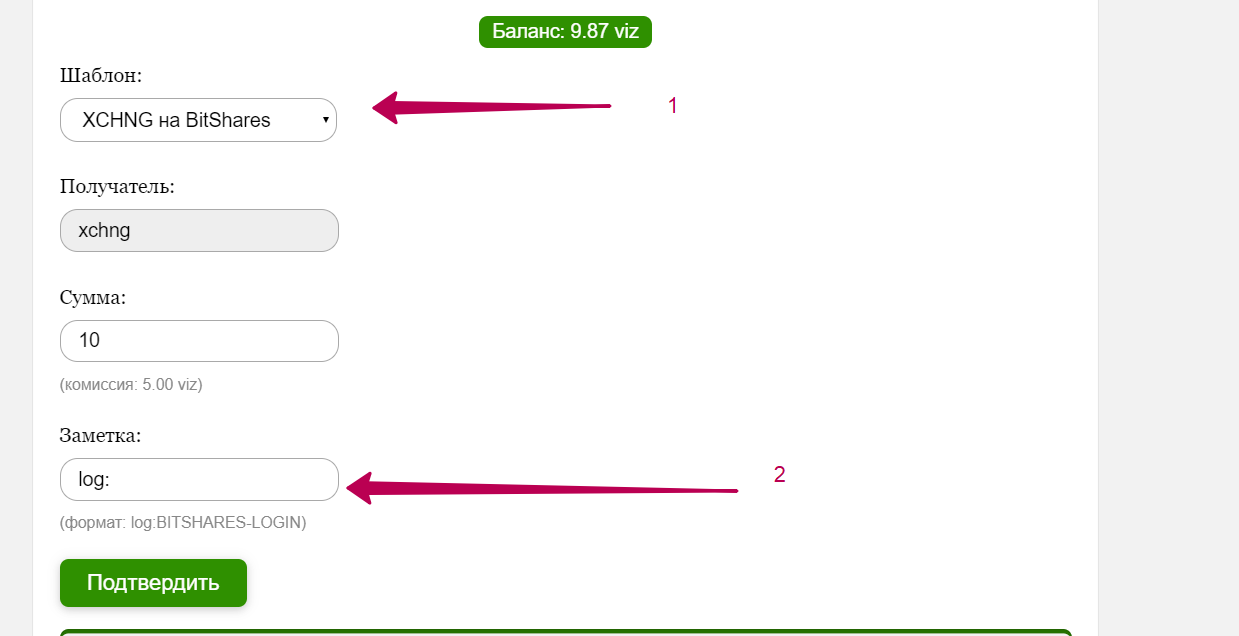 Баланс: 9.87 viz
Шаблон:
XCHNG на BitShares
1
Получатель:
xchng
Сумма:
10
(комиссия: 5.00 viz)
Заметка:
log:
2
(формат: log:BITSHARES-LOGIN)
Подтвердить